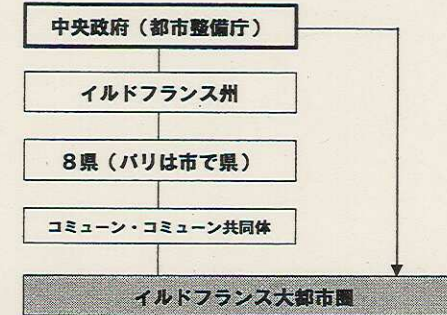 中央政府（都市整備庁）
イルドフランス州
8県（パリは市で県）
コミューン・コミューン共同体
イルドフランス大都市圏